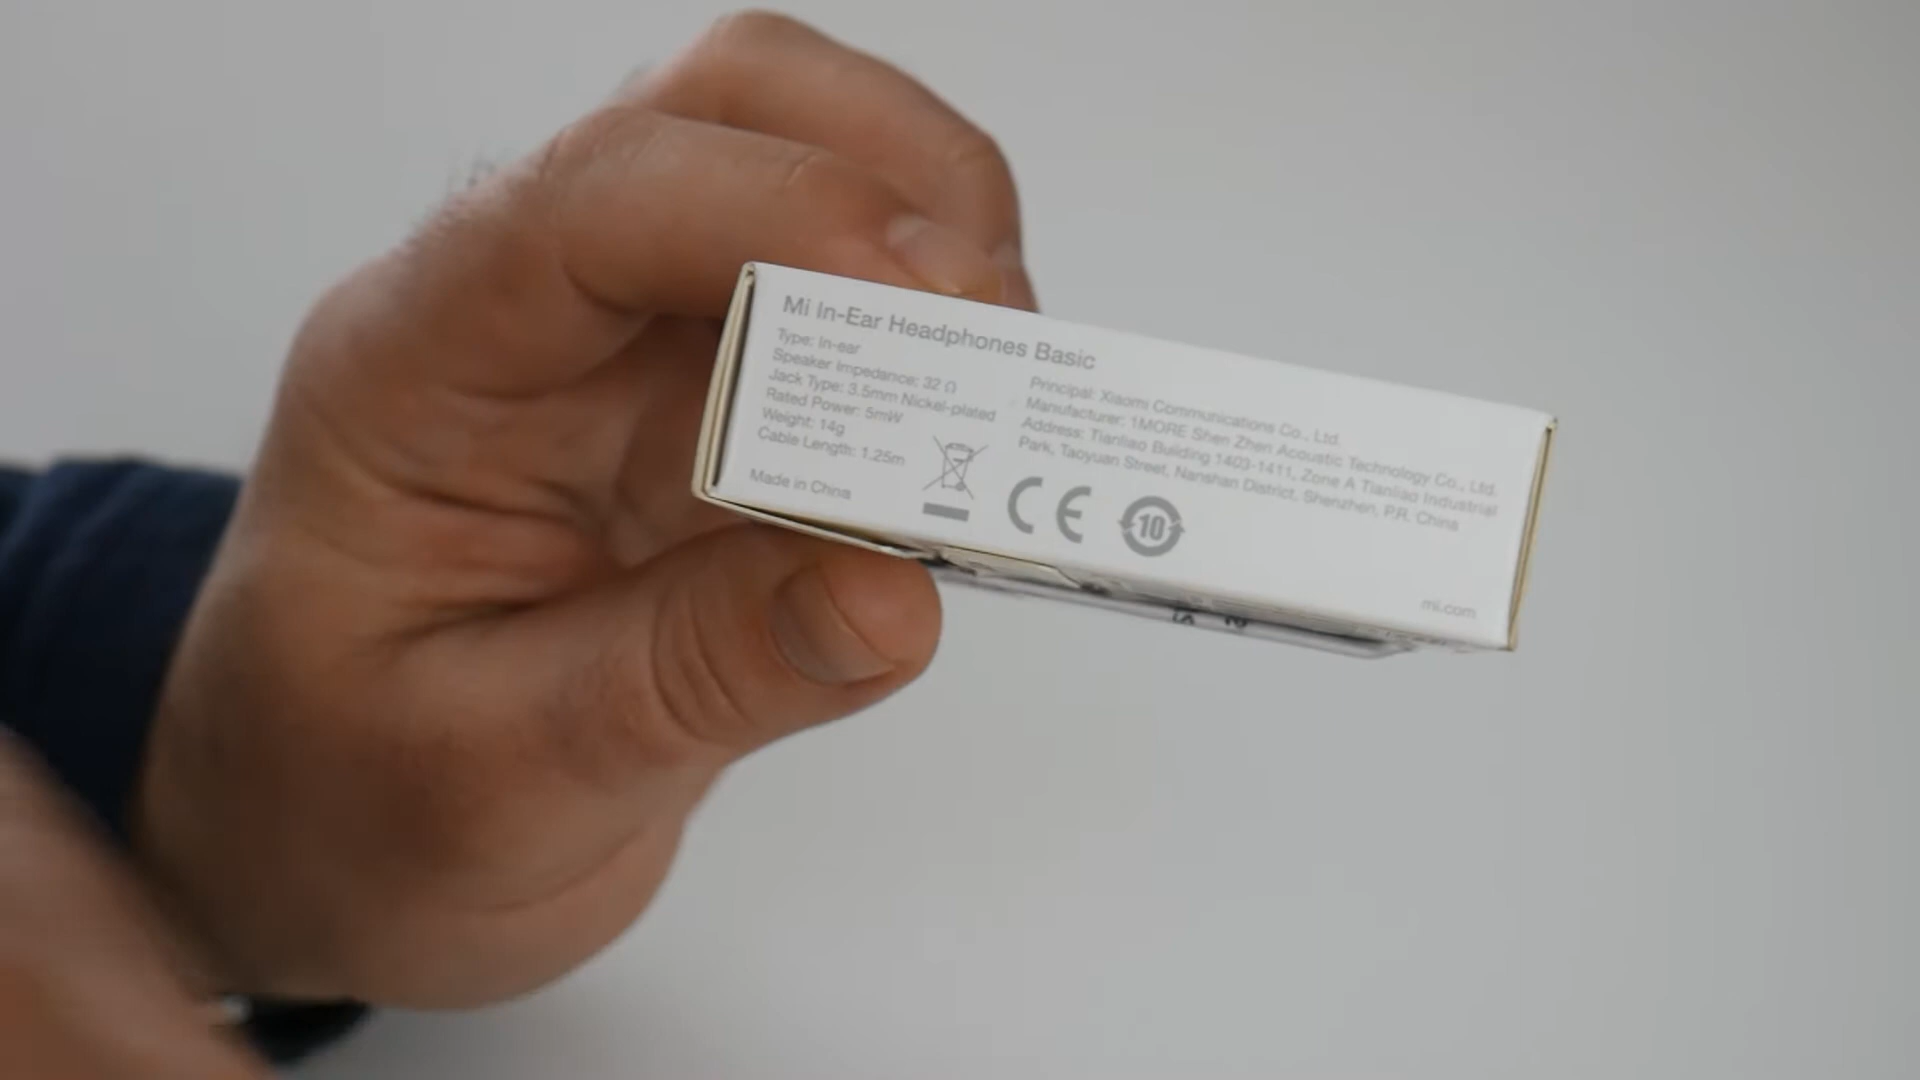 Mi In-Ear Headphones Basic
Type: In-ear
Speaker Impedance: 32 Ω
Jack Type: 3.5mm Nickel-plated
Rated Power: 5mW
Weight: 14g
Cable Length: 1.25m
Made in China
Principal: Xiaomi Communications Co., Ltd.
Manufacturer: 1MORE Shen Zhen Acoustic Technology Co., Ltd.
Address: Tianliao Building 1403-1411, Zone A Tianliao Industrial
Park, Taoyuan Street, Nanshan District, Shenzhen, P.R. China
CE
10
mi.com